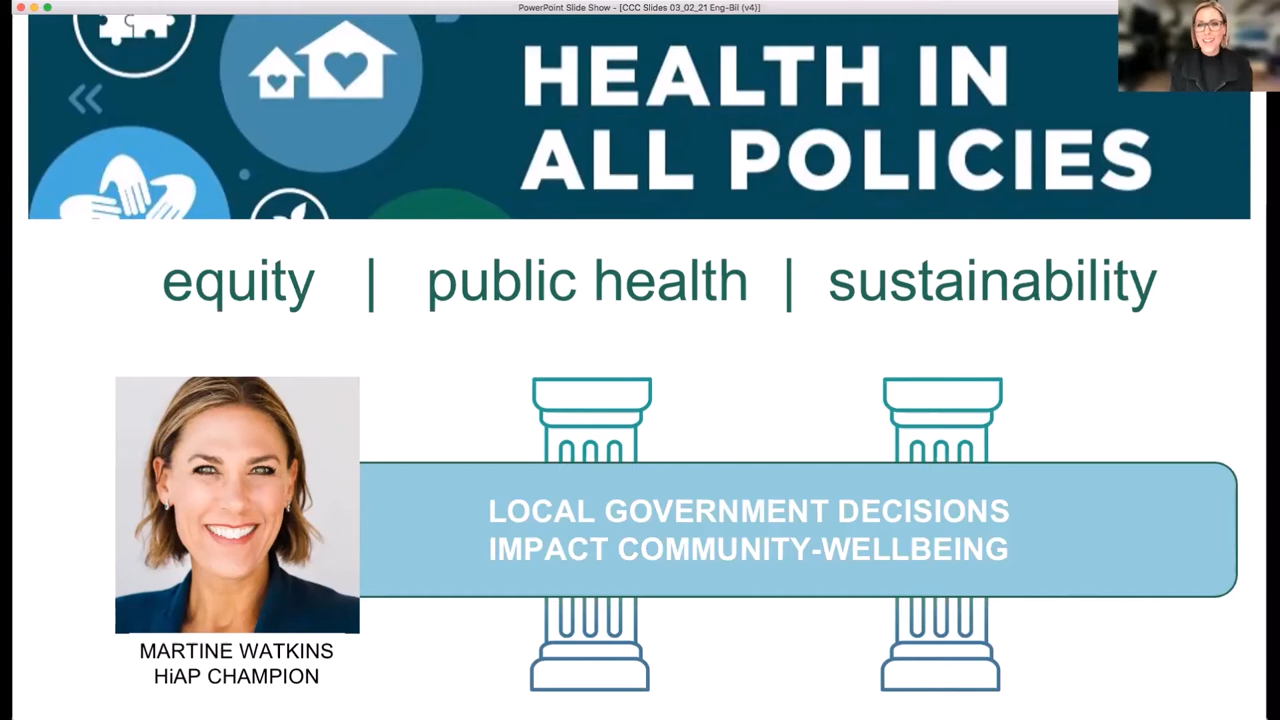 PowerPoint Slide Show - [CCC Slides 03_02_21 Eng-Bil (v4)]
HEALTH IN
ALL POLICIES
equity | public health | sustainability
LOCAL GOVERNMENT DECISIONS
IMPACT COMMUNITY-WELLBEING
MARTINE WATKINS
HiAP CHAMPION